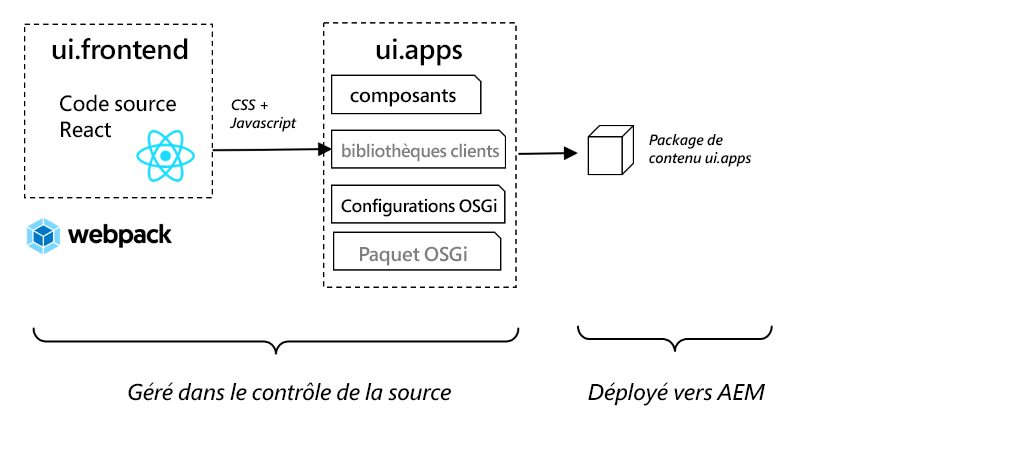 ui.frontend
Code source
React
webpack
CSS +
Javascript
ui.apps
composants
bibliothèques clients
Configurations OSGi
Paquet OSGi
Package de
contenu ui.apps
Géré dans le contrôle de la source
Déployé vers AEM